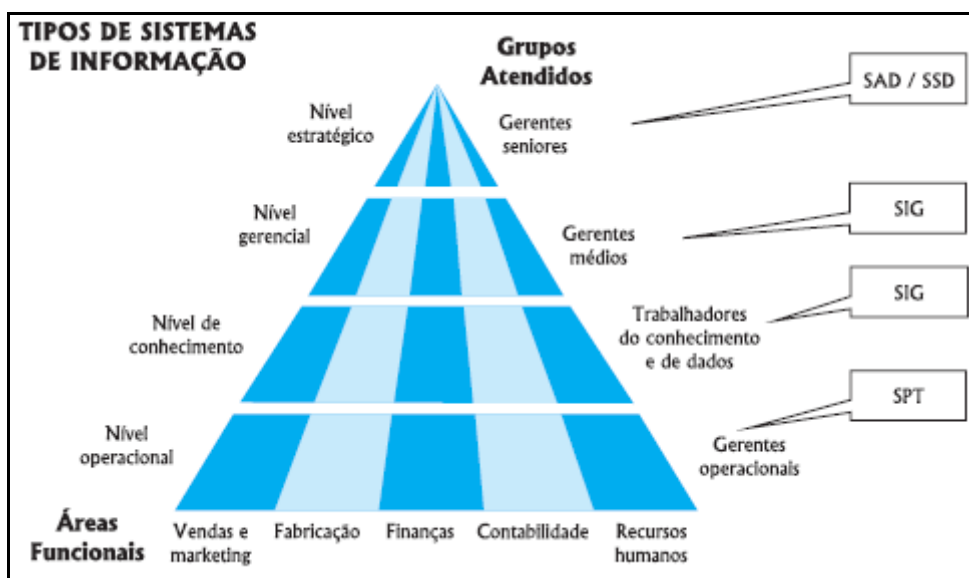 TIPOS DE SISTEMAS
DE INFORMAÇÃO
Grupos
Atendidos
SAD / SSD
Nível
estratégico
Gerentes
seniores
SIG
Nível
gerencial
Gerentes
médios
SIG
Nível de
conhecimento
Trabalhadores
do conhecimento
e de dados
SPT
Nível
operacional
Gerentes
operacionais
Áreas
Funcionais
Vendas e
marketing
Fabricação
Finanças
Contabilidade
Recursos
humanos